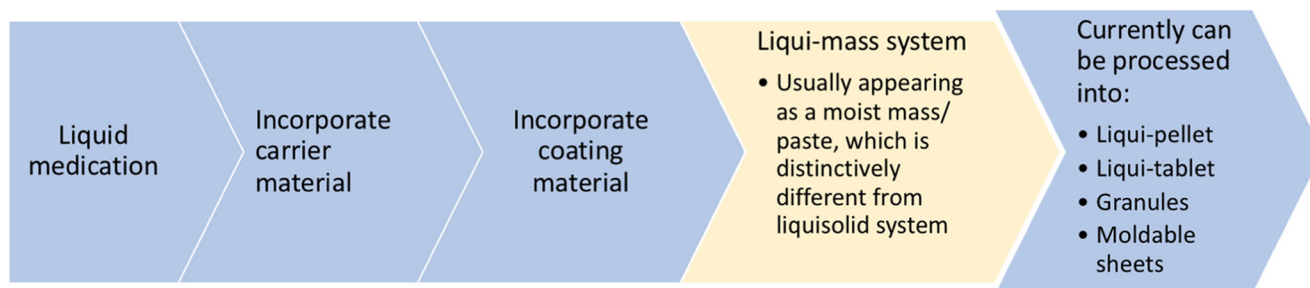 Liquid
medication
Incorporate
carrier
material
Incorporate
coating
material
Liqui-mass system
• Usually appearing
as a moist mass/
paste, which is
distinctively
different from
liquisolid system
Currently can
be processed
into:
• Liqui-pellet
• Liqui-tablet
• Granules
• Moldable
sheets